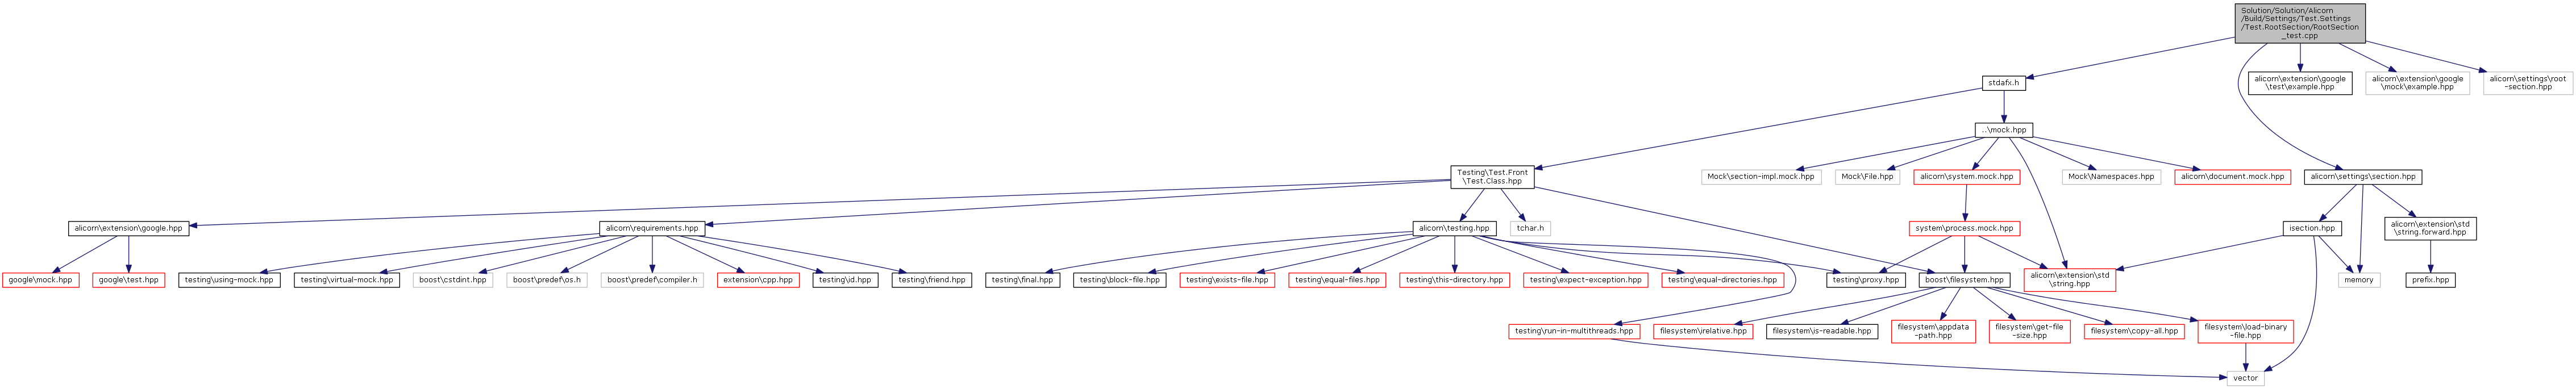 Solution/Solution/Alicorn
/Build/Settings/Test.Settings
/Test.RootSection/RootSection
_test.cpp
stdafx.h
alicorn\extension\google
\test\example.hpp
alicorn\extension\google
\mock\example.hpp
alicorn\settings\root
-section.hpp
..\mock.hpp
Testing\Test.Front
\Test.Class.hpp
Mock\section-impl.mock.hpp
Mock\File.hpp
alicorn\system.mock.hpp
Mock\Namespaces.hpp
alicorn\document.mock.hpp
alicorn\settings\section.hpp
alicorn\extension\google.hpp
alicorn\requirements.hpp
alicorn\testing.hpp
tchar.h
system\process.mock.hpp
isection.hpp
alicorn\extension\std
\string.forward.hpp
google\mock.hpp
google\test.hpp
testing\using-mock.hpp
testing\virtual-mock.hpp
boost\cstdint.hpp
boost\predef\os.h
boost\predef\compiler.h
extension\cpp.hpp
testing\id.hpp
testing\friend.hpp
testing\final.hpp
testing\block-file.hpp
testing\exists-file.hpp
testing\equal-files.hpp
testing\this-directory.hpp
testing\expect-exception.hpp
testing\equal-directories.hpp
testing\proxy.hpp
boost\filesystem.hpp
alicorn\extension\std
\string.hpp
memory
prefix.hpp
testing\run-in-multithreads.hpp
filesystem\irelative.hpp
filesystem\is-readable.hpp
filesystem\appdata
-path.hpp
filesystem\get-file
-size.hpp
filesystem\copy-all.hpp
filesystem\load-binary
-file.hpp
vector